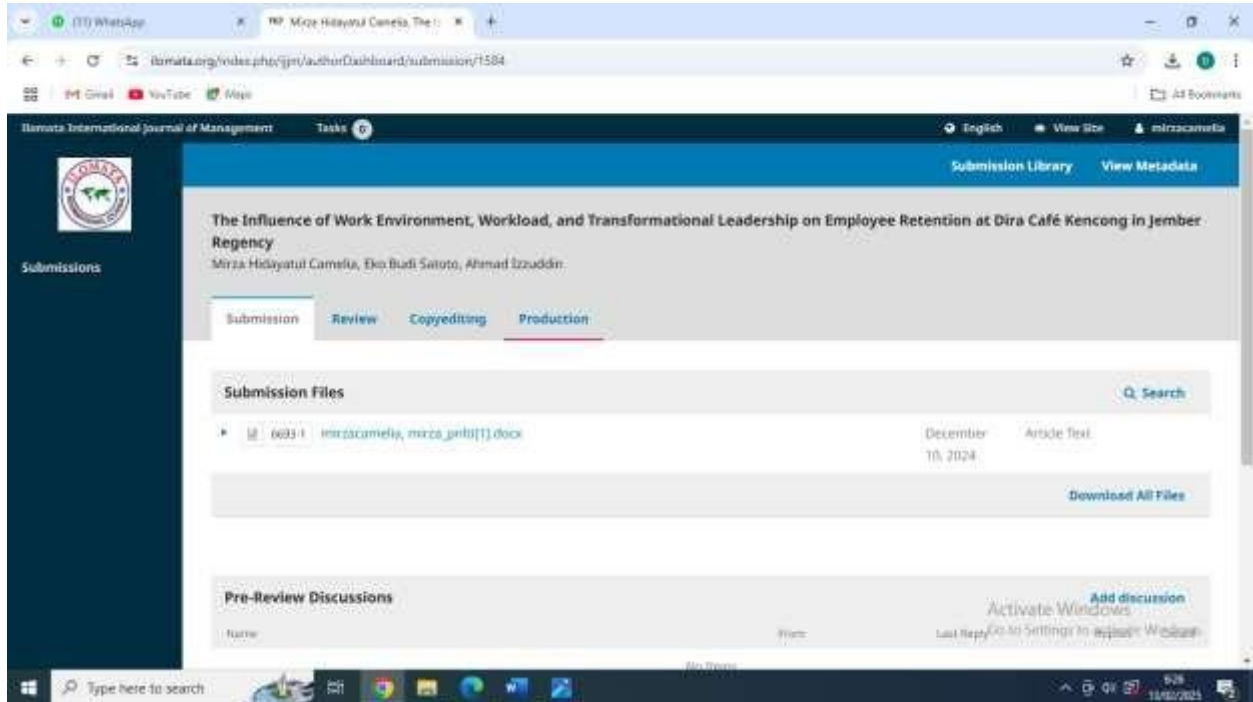 (11) WhatsApp
Mirza Hidayatul Camelia, The I
ilomata.org/index.php/ijjm/authorDashboard/submission/1584
Gmail YouTube Maps All Bookmarks
Ilomata International Journal of Management Tasks 0 English View Site mirzacamelia
ILOMATA
Submission Library View Metadata
The Influence of Work Environment, Workload, and Transformational Leadership on Employee Retention at Dira Café Kencong in Jember
Regency
Submissions
Mirza Hidayatul Camelia, Eko Budi Satoto, Ahmad Izzuddin
Submission Review Copyediting Production
Submission Files Search
6693-1 mirzacamelia, [1].docx December Article Text
10, 2024
Download All Files
Pre-Review Discussions Add discussion
Activate Windows
Name From Last Reply
Go to Settings to activate Windows.
No Items
Type here to search